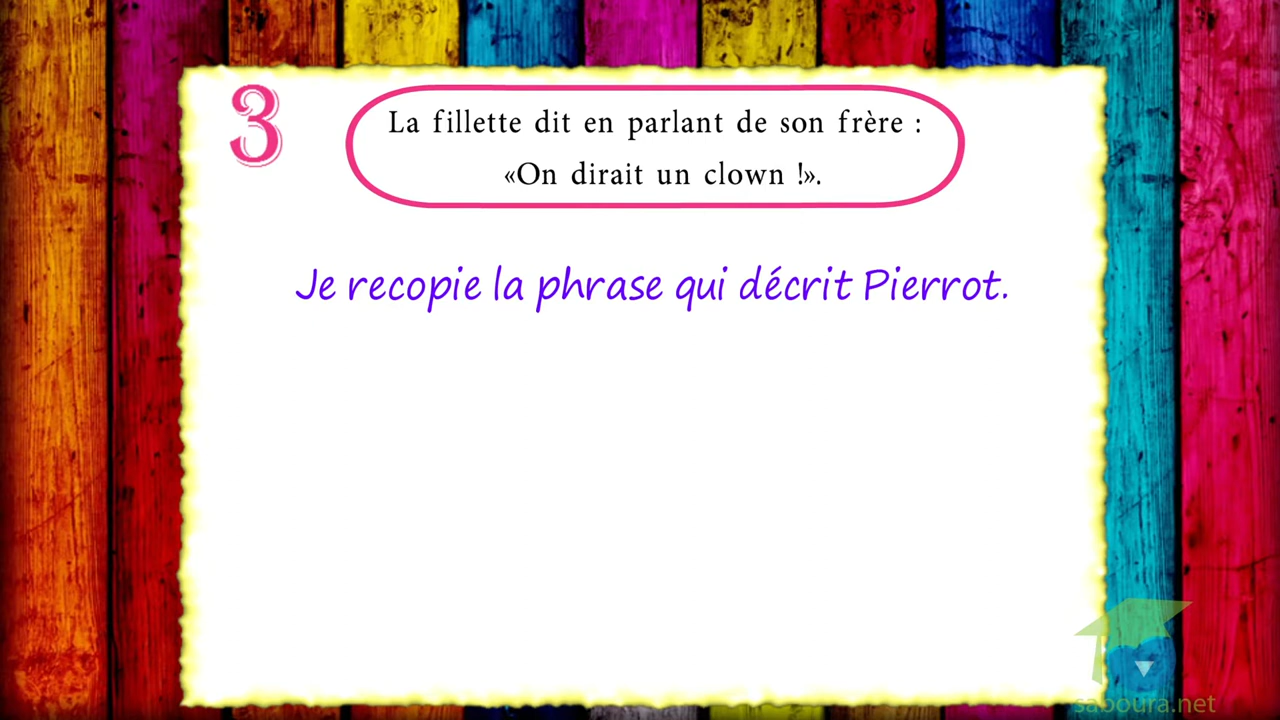 3
La fillette dit en parlant de son frère :
«On dirait un clown !».
Je recopie la phrase qui décrit Pierrot.
saboura.net